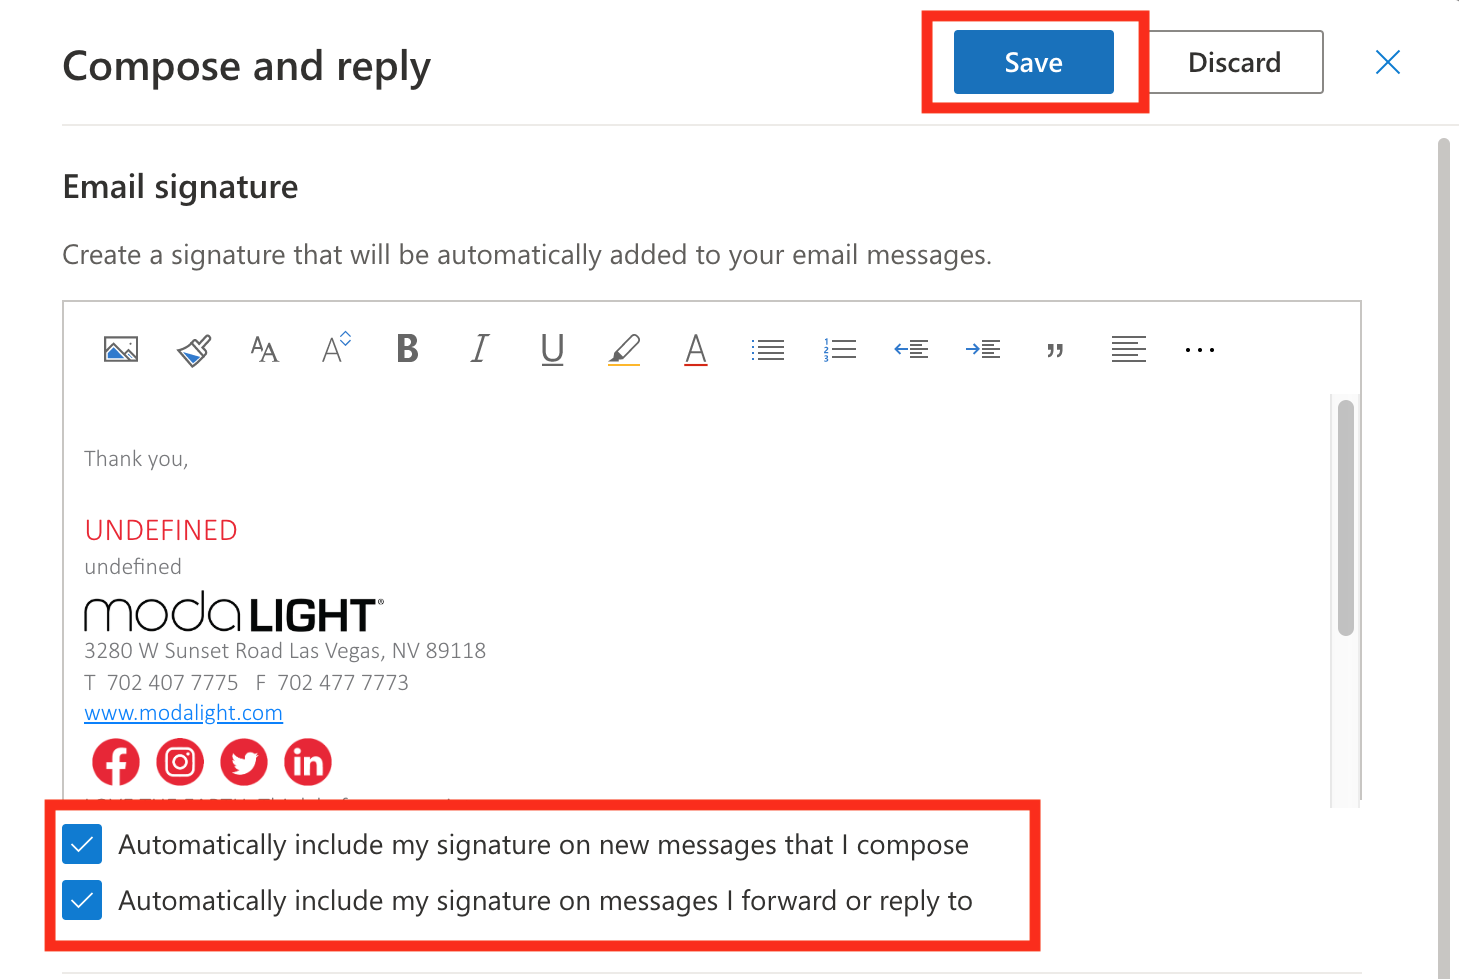 Compose and reply
Save
Discard
Email signature
Create a signature that will be automatically added to your email messages.
Thank you,
UNDEFINED
undefined
modaLIGHT®
3280 W Sunset Road Las Vegas, NV 89118
T 702 407 7775 F 702 477 7773
www.modalight.com
Automatically include my signature on new messages that I compose
Automatically include my signature on messages I forward or reply to